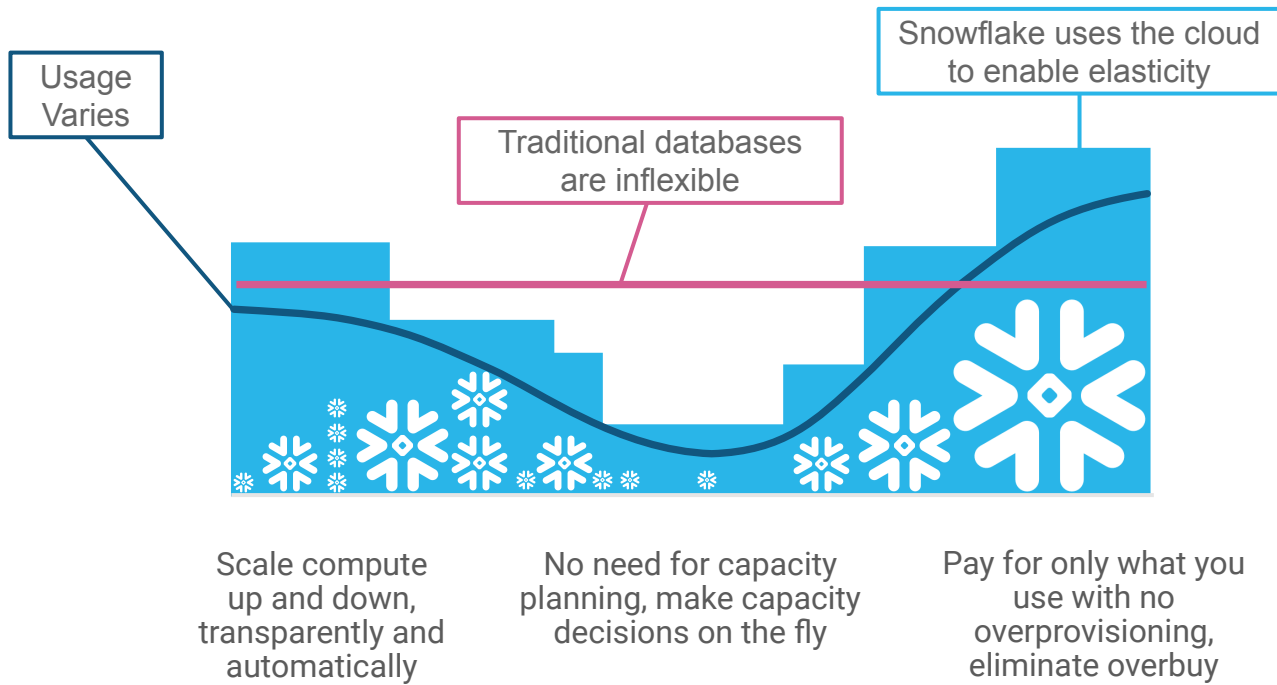 Usage
Varies
Traditional databases
are inflexible
Snowflake uses the cloud
to enable elasticity
Scale compute
up and down,
transparently and
automatically
No need for capacity
planning, make capacity
decisions on the fly
Pay for only what you
use with no
overprovisioning,
eliminate overbuy